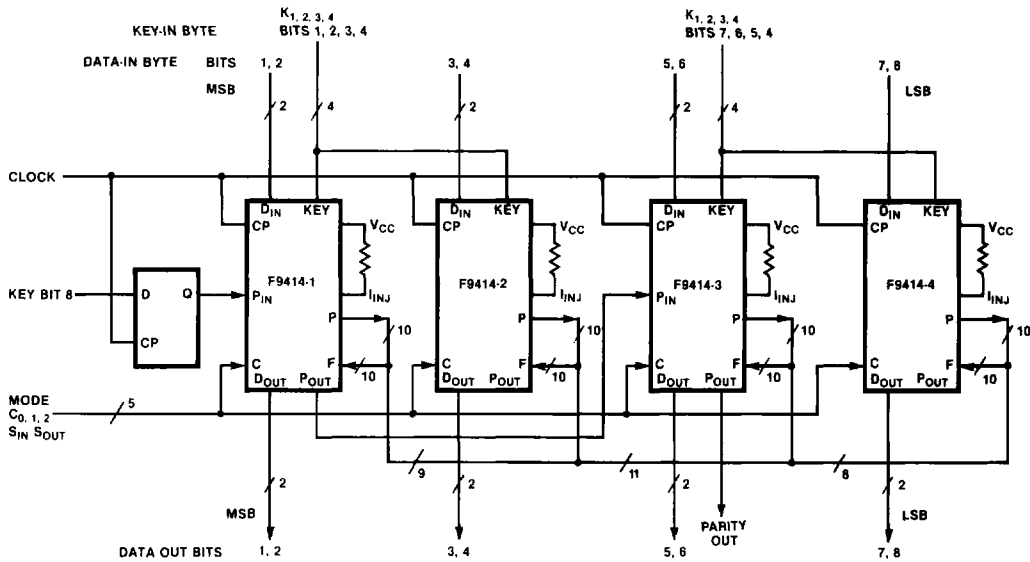 K1, 2, 3, 4
KEY-IN BYTE BITS 1, 2, 3, 4
K1, 2, 3, 4
BITS 7, 6, 5, 4
DATA-IN BYTE BITS 1, 2 3, 4 5, 6 7, 8
MSB LSB
2 4 2 2 4
CLOCK
DIN KEY DIN KEY DIN KEY DIN KEY
CP VCC CP VCC CP VCC CP VCC
F9414-1 F9414-2 F9414-3 F9414-4
KEY BIT 8 D Q PIN IINJ IINJ PIN IINJ IINJ
P P P P
10 10 10 10
CP
C F C F C F C F
10 10 10 10
DOUT POUT DOUT POUT DOUT POUT DOUT POUT
MODE
C0, 1, 2
SIN SOUT
5
9 11 8
2 2 2 2
MSB PARITY OUT LSB
DATA OUT BITS 1, 2 3, 4 5, 6 7, 8